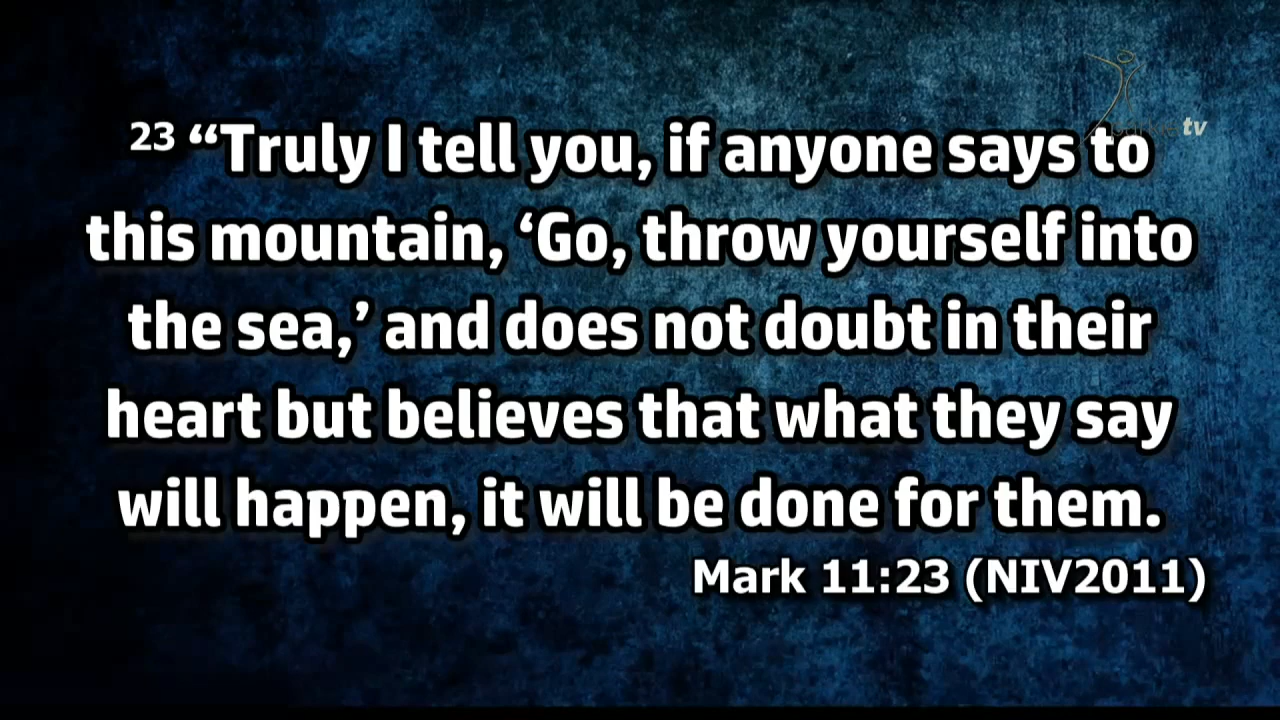 23 “Truly I tell you, if anyone says to
this mountain, ‘Go, throw yourself into
the sea,’ and does not doubt in their
heart but believes that what they say
will happen, it will be done for them.
Mark 11:23 (NIV2011)
tv